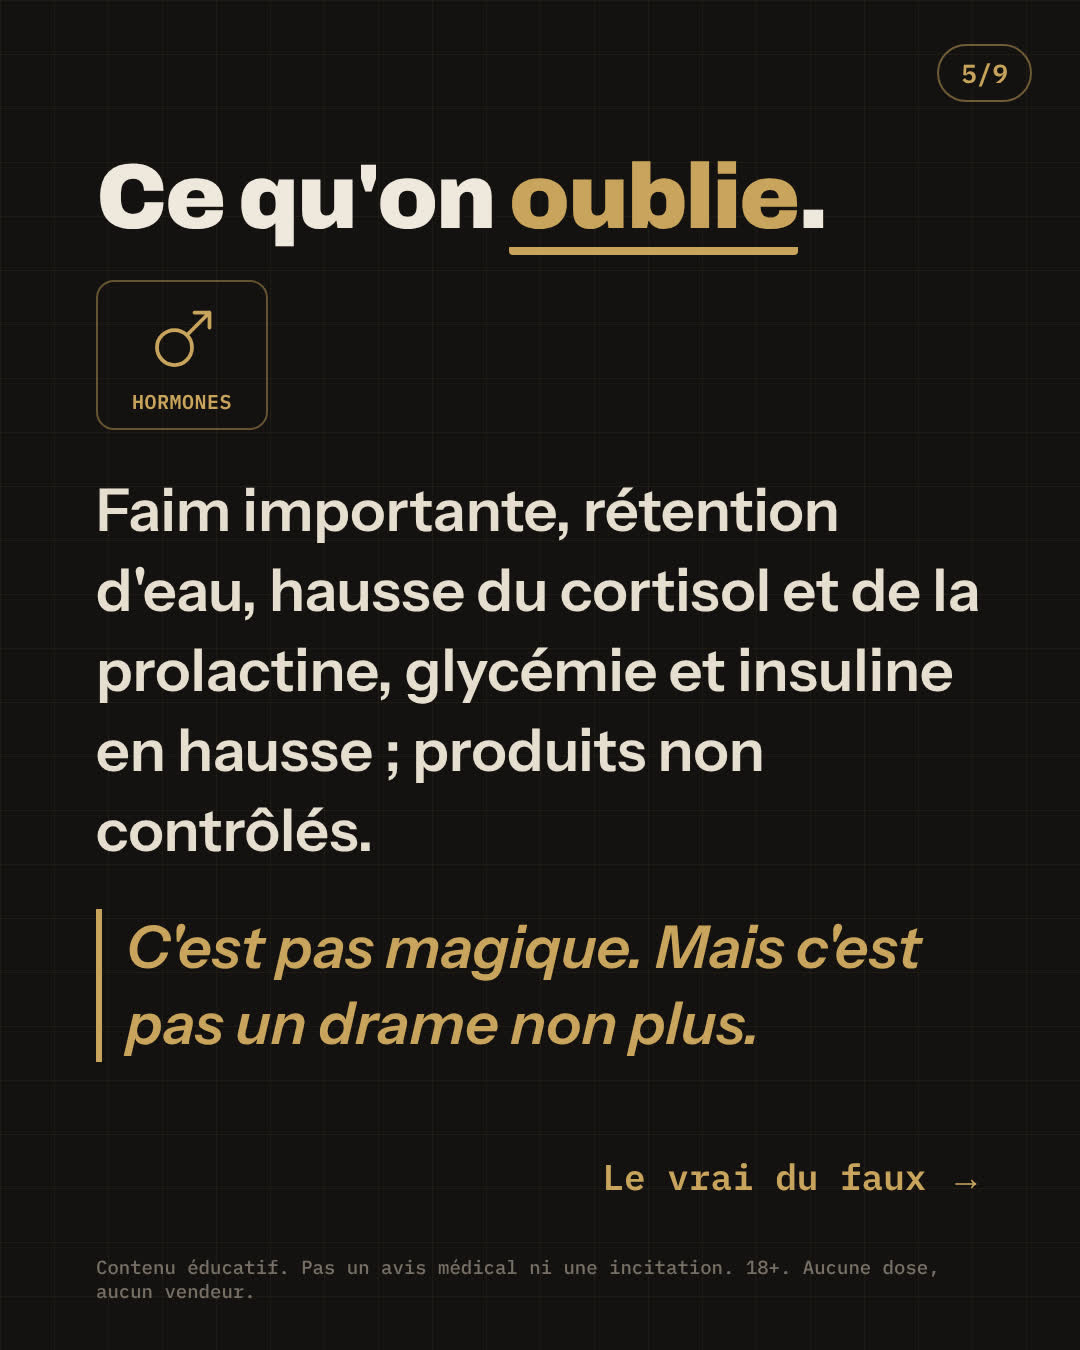 5/9
Ce qu'on oublie.
HORMONES
Faim importante, rétention
d'eau, hausse du cortisol et de la
prolactine, glycémie et insuline
en hausse ; produits non
contrôlés.
C'est pas magique. Mais c'est
pas un drame non plus.
Le vrai du faux →
Contenu éducatif. Pas un avis médical ni une incitation. 18+. Aucune dose,
aucun vendeur.